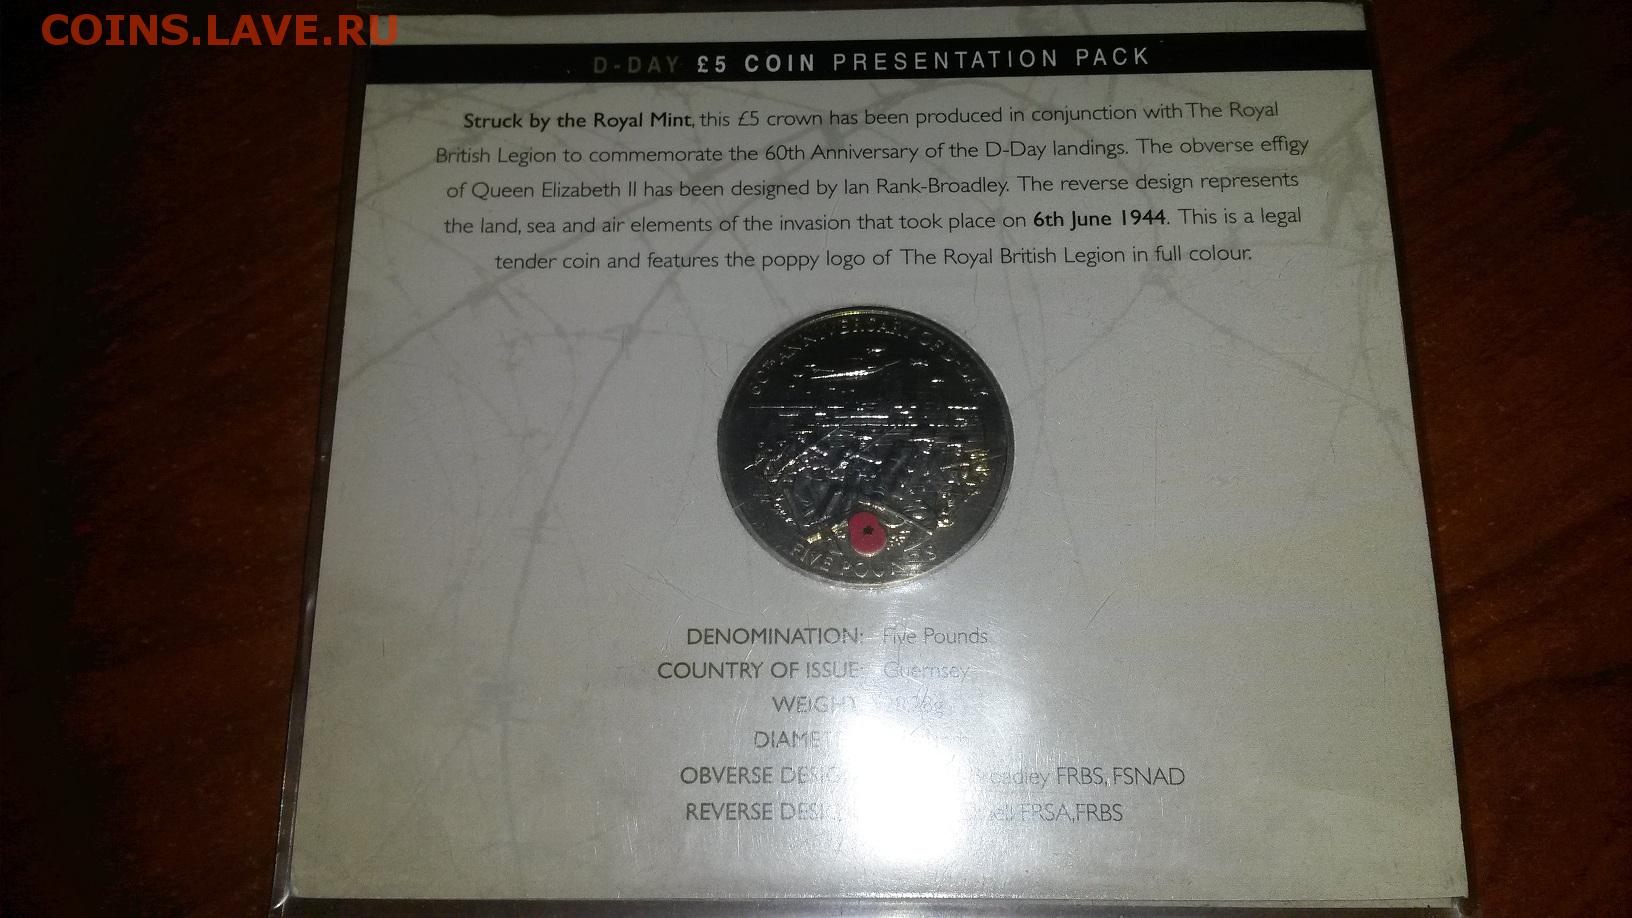 COINS.LAVE.RU
D-DAY £5 COIN PRESENTATION PACK
Struck by the Royal Mint, this £5 crown has been produced in conjunction with The Royal
British Legion to commemorate the 60th Anniversary of the D-Day landings. The obverse effigy
of Queen Elizabeth II has been designed by Ian Rank-Broadley. The reverse design represents
the land, sea and air elements of the invasion that took place on 6th June 1944. This is a legal
tender coin and features the poppy logo of The Royal British Legion in full colour.
60TH ANNIVERSARY OF D-DAY
FIVE POUNDS
DENOMINATION: Five Pounds
COUNTRY OF ISSUE: Guernsey
WEIGHT
OBVERSE
FRBS, FSNAD
REVERSE
FRSA,FRBS